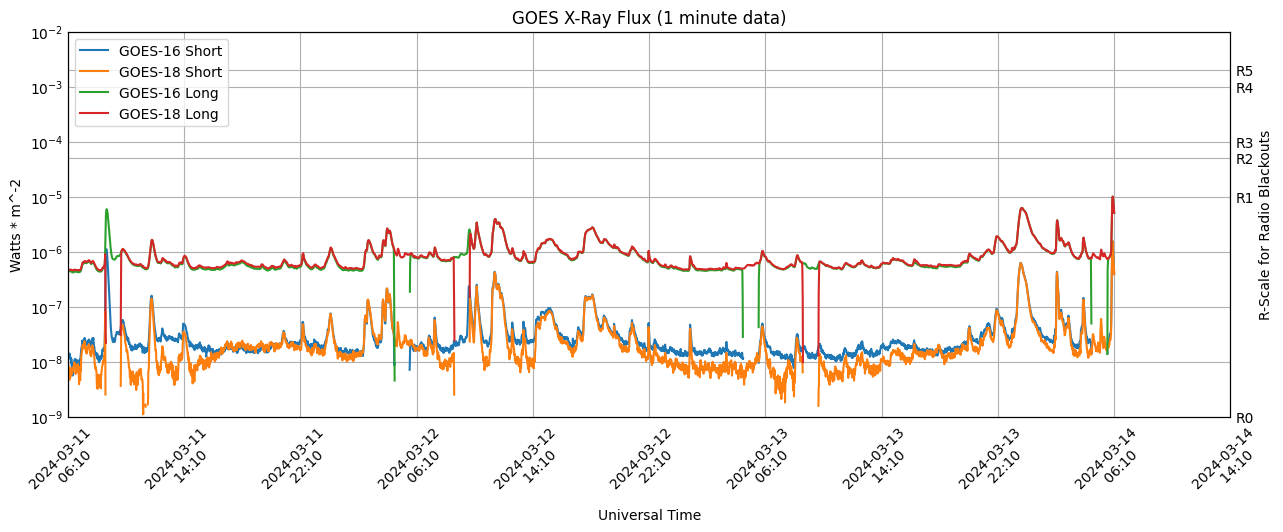 GOES X-Ray Flux (1 minute data)
GOES-16 Short
GOES-18 Short
GOES-16 Long
GOES-18 Long
10^-2
10^-3
10^-4
10^-5
10^-6
10^-7
10^-8
10^-9
Watts * m^-2
R5
R4
R3
R2
R1
R0
R-Scale for Radio Blackouts
2024-03-11
06:10
2024-03-11
14:10
2024-03-11
22:10
2024-03-12
06:10
2024-03-12
14:10
2024-03-12
22:10
2024-03-13
06:10
2024-03-13
14:10
2024-03-13
22:10
2024-03-14
06:10
2024-03-14
14:10
Universal Time